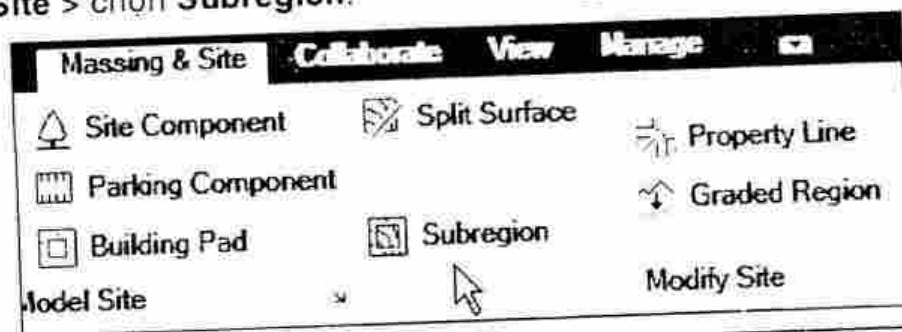 Site > chọn Subregion.
Massing & Site Collaborate View Manage
Site Component Split Surface Property Line
Parking Component Graded Region
Building Pad Subregion
Model Site Modify Site